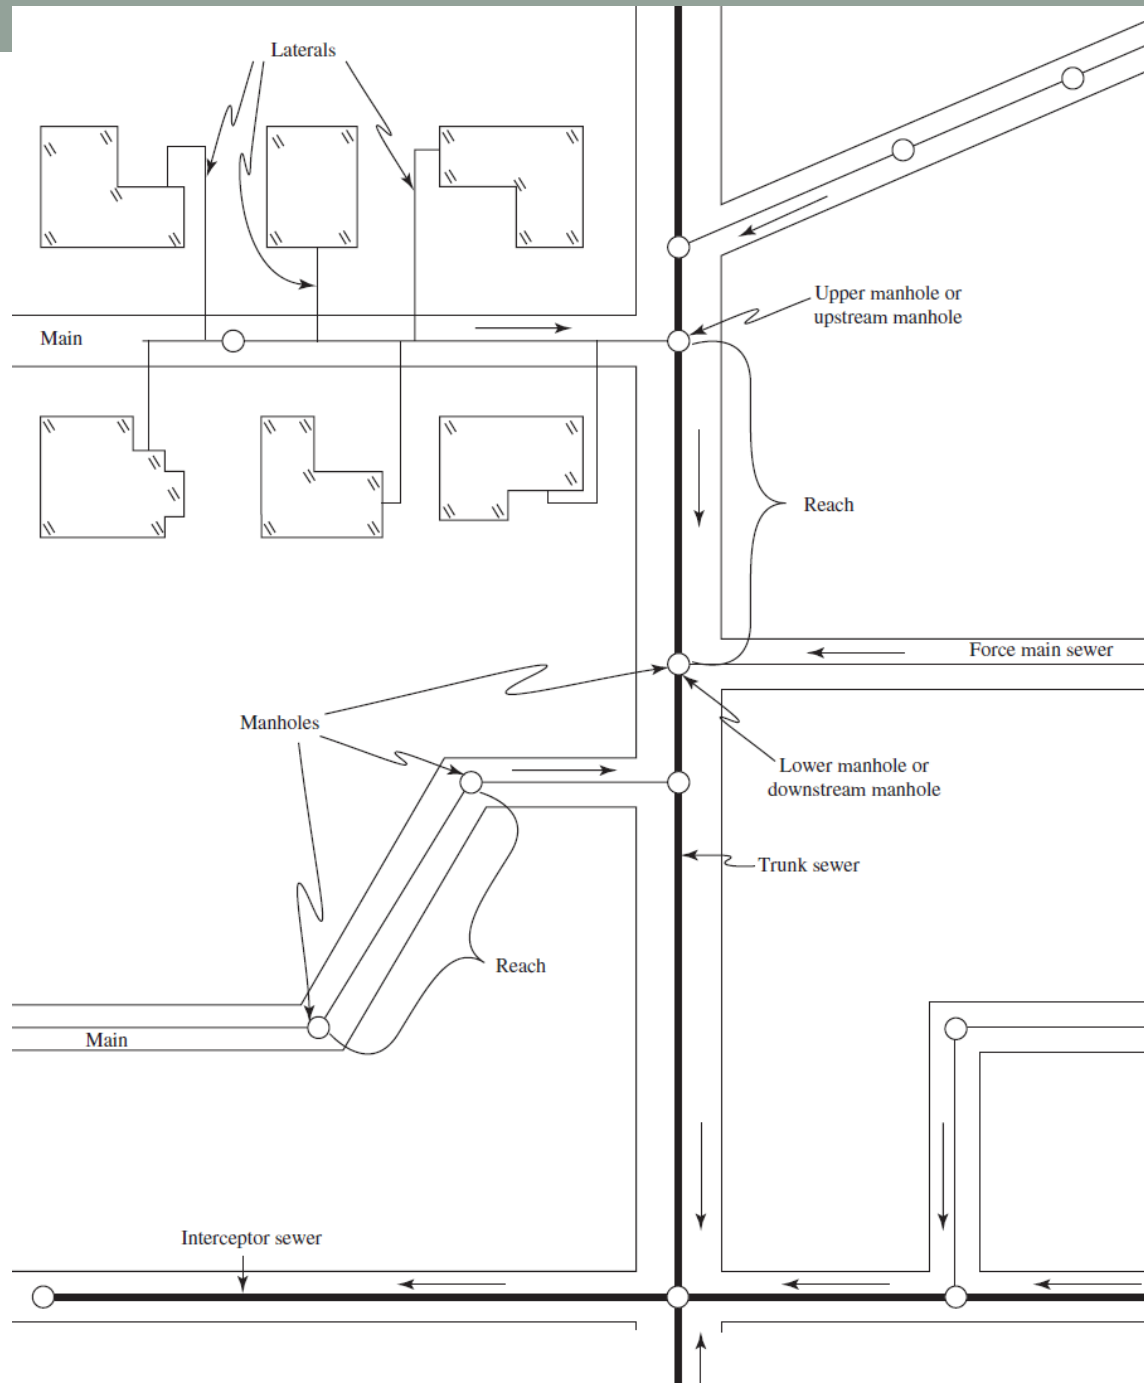 Laterals
Upper manhole or
upstream manhole
Main
Reach
Force main sewer
Manholes
Lower manhole or
downstream manhole
Trunk sewer
Reach
Main
Interceptor sewer